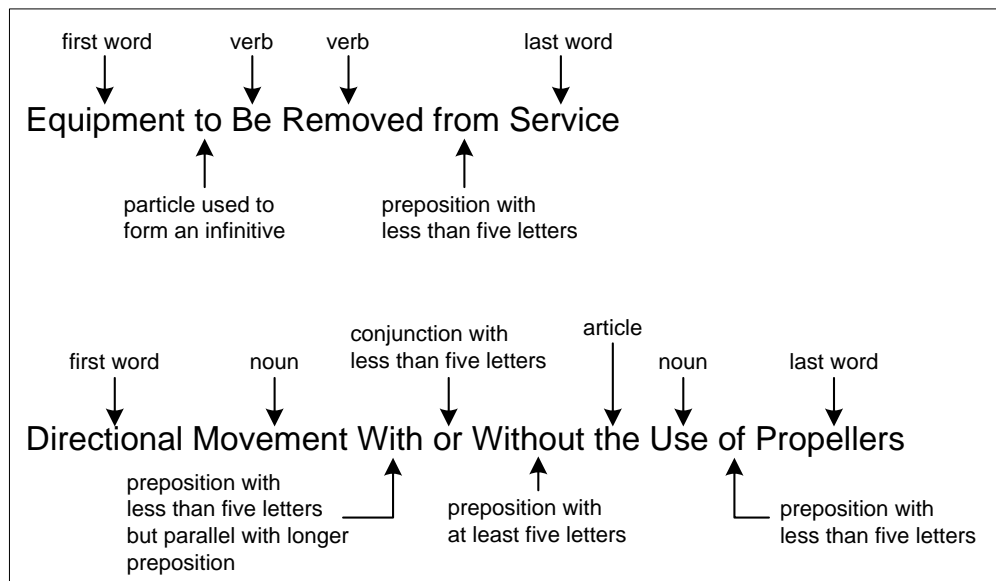 first word verb verb last word
Equipment to Be Removed from Service
particle used to preposition with
form an infinitive less than five letters
conjunction with article
less than five letters
first word noun noun last word
Directional Movement With or Without the Use of Propellers
preposition with
less than five letters preposition with preposition with
but parallel with longer at least five letters less than five letters
preposition